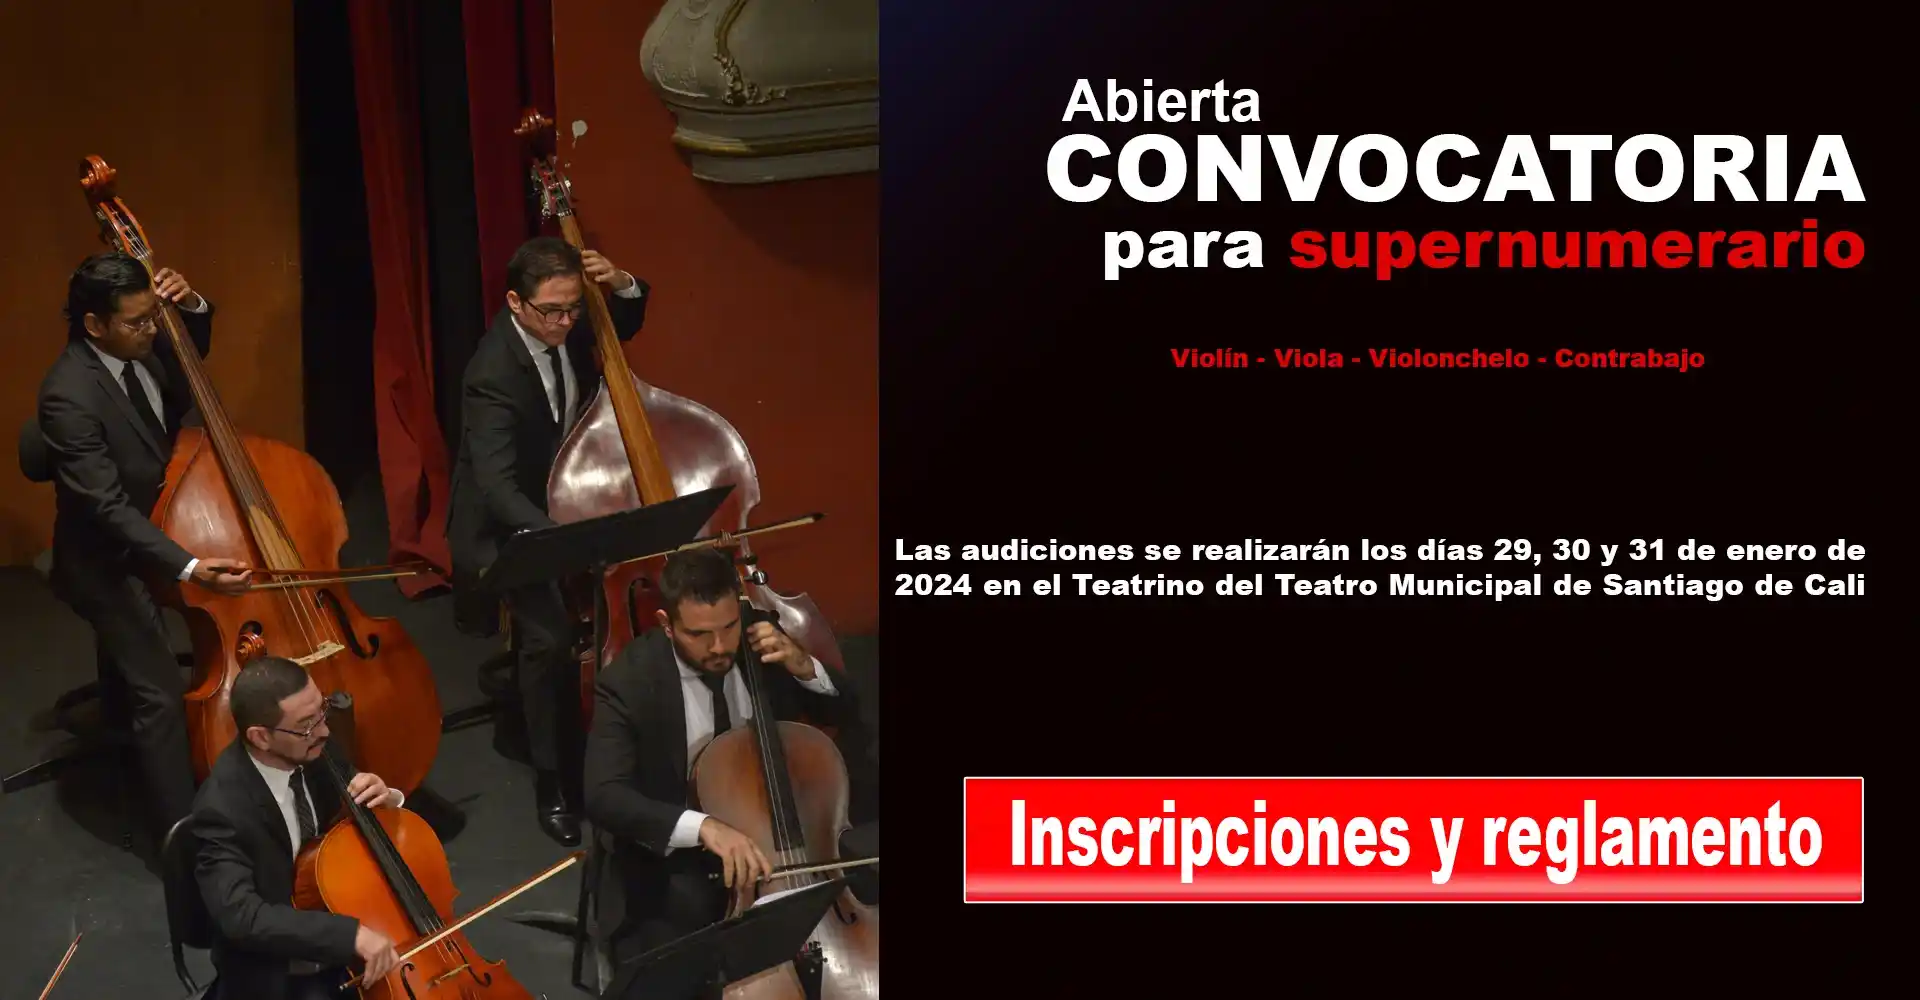 Abierta
CONVOCATORIA
para supernumerario
Violín - Viola - Violonchelo - Contrabajo
Las audiciones se realizarán los días 29, 30 y 31 de enero de
2024 en el Teatrino del Teatro Municipal de Santiago de Cali
Inscripciones y reglamento